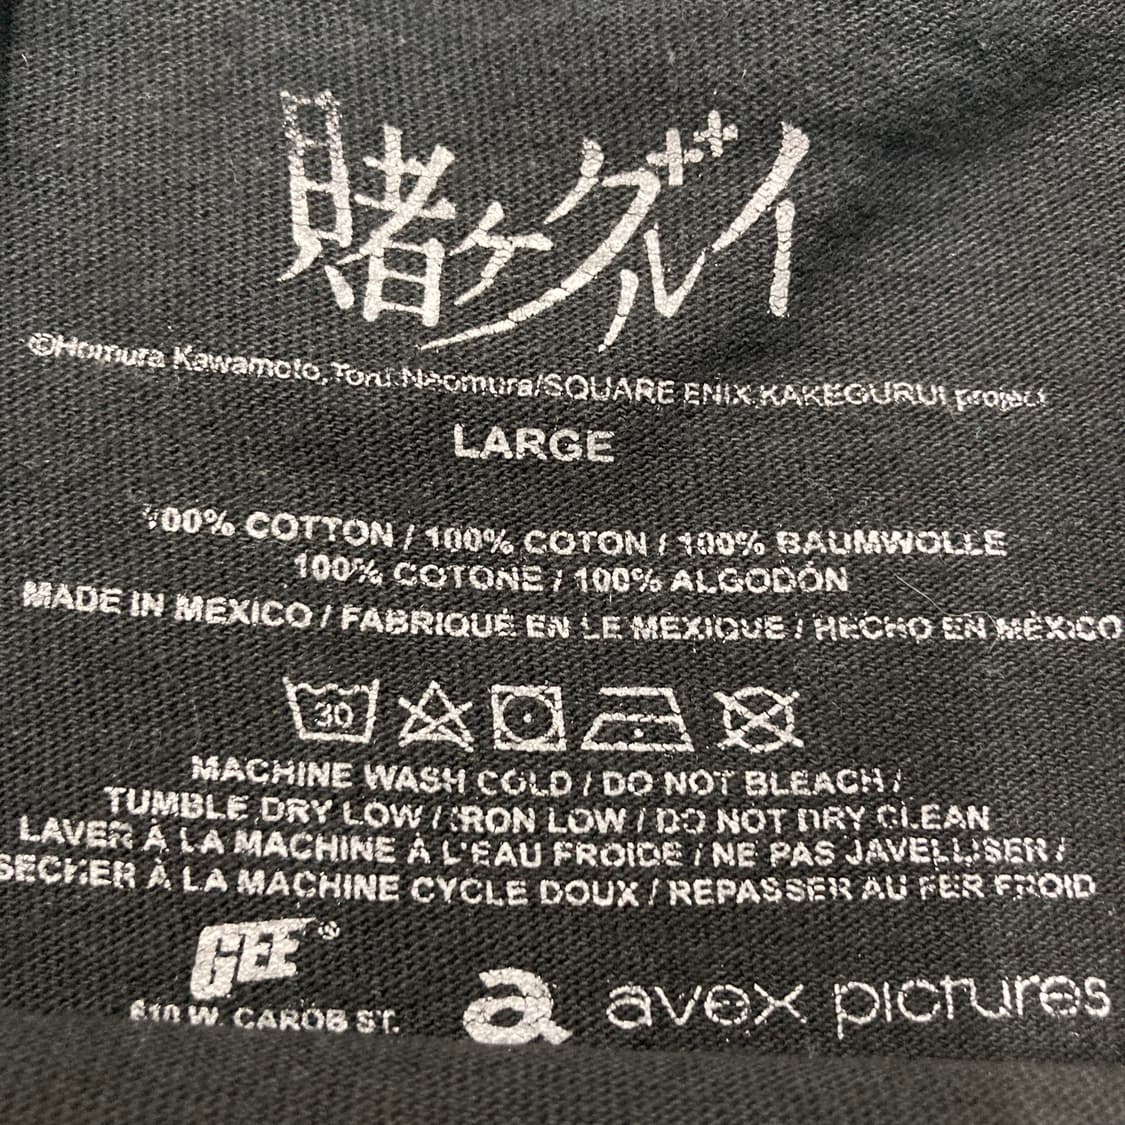 賭ケグルイ
©Homura Kawamoto, Toru Naomura/SQUARE ENIX, KAKEGURUI project
LARGE
100% COTTON / 100% COTON / 100% BAUMWOLLE
100% COTONE / 100% ALGODÓN
MADE IN MEXICO / FABRIQUÉ EN LE MEXIQUE / HECHO EN MÉXICO
30
MACHINE WASH COLD / DO NOT BLEACH /
TUMBLE DRY LOW / IRON LOW / DO NOT DRY CLEAN
LAVER À LA MACHINE À L'EAU FROIDE / NE PAS JAVELLISER /
SECHER À LA MACHINE CYCLE DOUX / REPASSER AU FER FROID
GEE®
610 W. CAROB ST.
a avex pictures